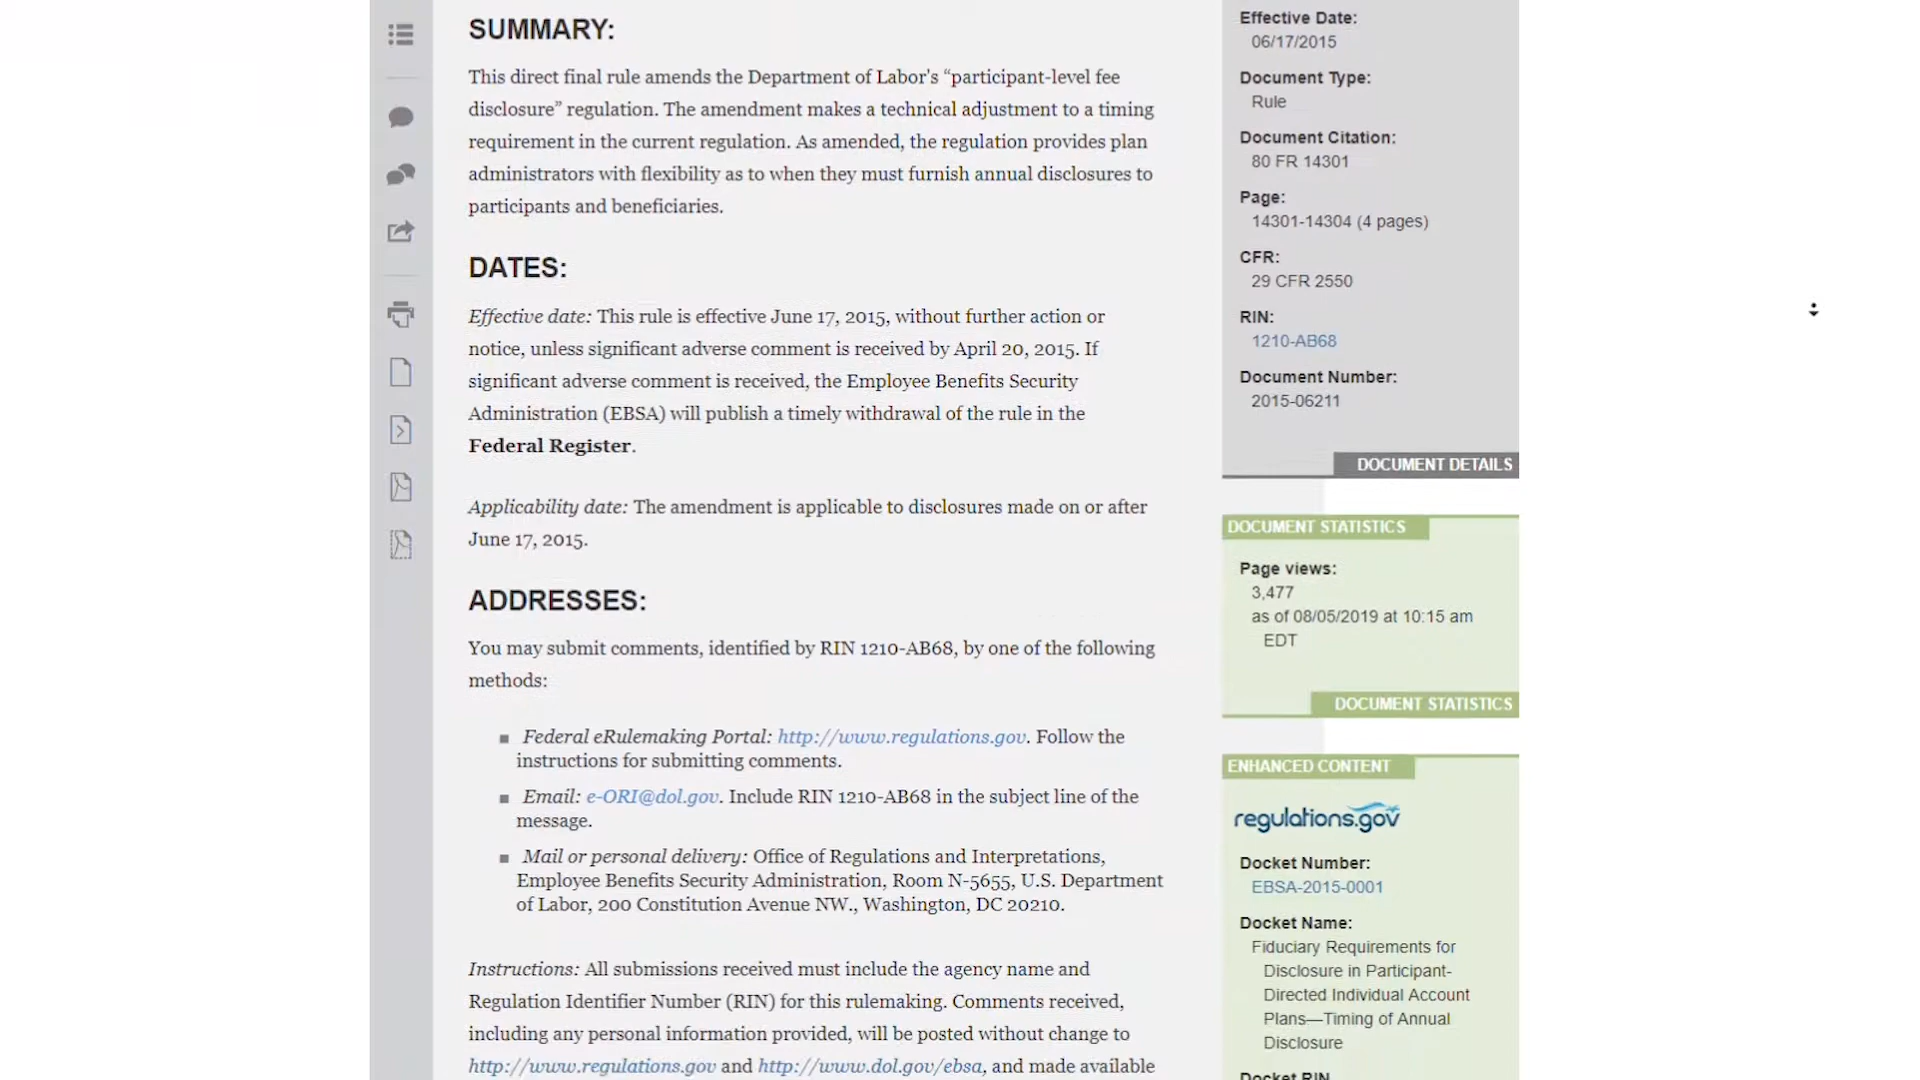 SUMMARY:
This direct final rule amends the Department of Labor's “participant-level fee
disclosure” regulation. The amendment makes a technical adjustment to a timing
requirement in the current regulation. As amended, the regulation provides plan
administrators with flexibility as to when they must furnish annual disclosures to
participants and beneficiaries.
DATES:
Effective date: This rule is effective June 17, 2015, without further action or
notice, unless significant adverse comment is received by April 20, 2015. If
significant adverse comment is received, the Employee Benefits Security
Administration (EBSA) will publish a timely withdrawal of the rule in the
Federal Register.
Applicability date: The amendment is applicable to disclosures made on or after
June 17, 2015.
ADDRESSES:
You may submit comments, identified by RIN 1210-AB68, by one of the following
methods:
Federal eRulemaking Portal: http://www.regulations.gov. Follow the
instructions for submitting comments.
Email: e-ORI@dol.gov. Include RIN 1210-AB68 in the subject line of the
message.
Mail or personal delivery: Office of Regulations and Interpretations,
Employee Benefits Security Administration, Room N-5655, U.S. Department
of Labor, 200 Constitution Avenue NW., Washington, DC 20210.
Instructions: All submissions received must include the agency name and
Regulation Identifier Number (RIN) for this rulemaking. Comments received,
including any personal information provided, will be posted without change to
http://www.regulations.gov and http://www.dol.gov/ebsa, and made available
Effective Date:
06/17/2015
Document Type:
Rule
Document Citation:
80 FR 14301
Page:
14301-14304 (4 pages)
CFR:
29 CFR 2550
RIN:
1210-AB68
Document Number:
2015-06211
DOCUMENT DETAILS
DOCUMENT STATISTICS
Page views:
3,477
as of 08/05/2019 at 10:15 am
EDT
DOCUMENT STATISTICS
ENHANCED CONTENT
regulations.gov
Docket Number:
EBSA-2015-0001
Docket Name:
Fiduciary Requirements for
Disclosure in Participant-
Directed Individual Account
Plans—Timing of Annual
Disclosure
Docket RIN